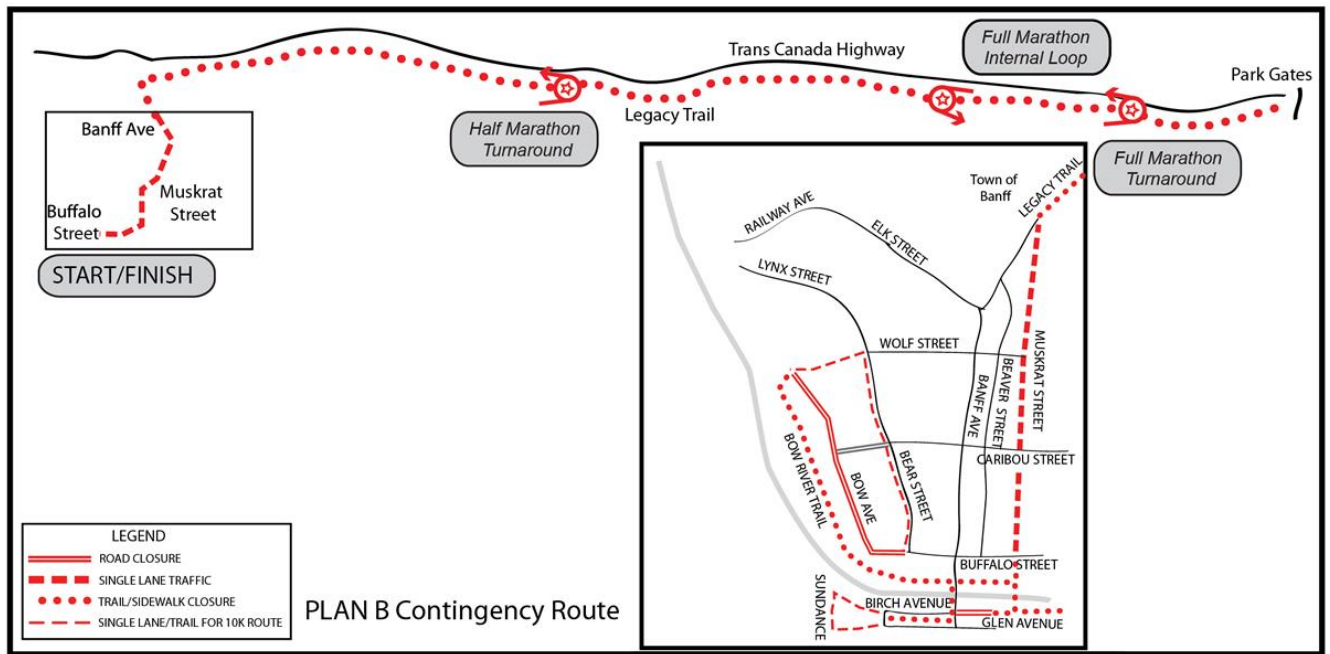 Full Marathon
Internal Loop
Trans Canada Highway
Park Gates
Banff Ave
Half Marathon
Turnaround
Legacy Trail
Full Marathon
Turnaround
Muskrat
Street
Buffalo
Street
START/FINISH
Town of
Banff
LEGACY TRAIL
RAILWAY AVE
ELK STREET
LYNX STREET
WOLF STREET
MUSKRAT STREET
BEAVER STREET
BANFF AVE
CARIBOU STREET
BOW RIVER TRAIL
BOW AVE
BEAR STREET
BUFFALO STREET
SUNDANCE
BIRCH AVENUE
GLEN AVENUE
LEGEND
ROAD CLOSURE
SINGLE LANE TRAFFIC
TRAIL/SIDEWALK CLOSURE
SINGLE LANE/TRAIL FOR 10K ROUTE
PLAN B Contingency Route